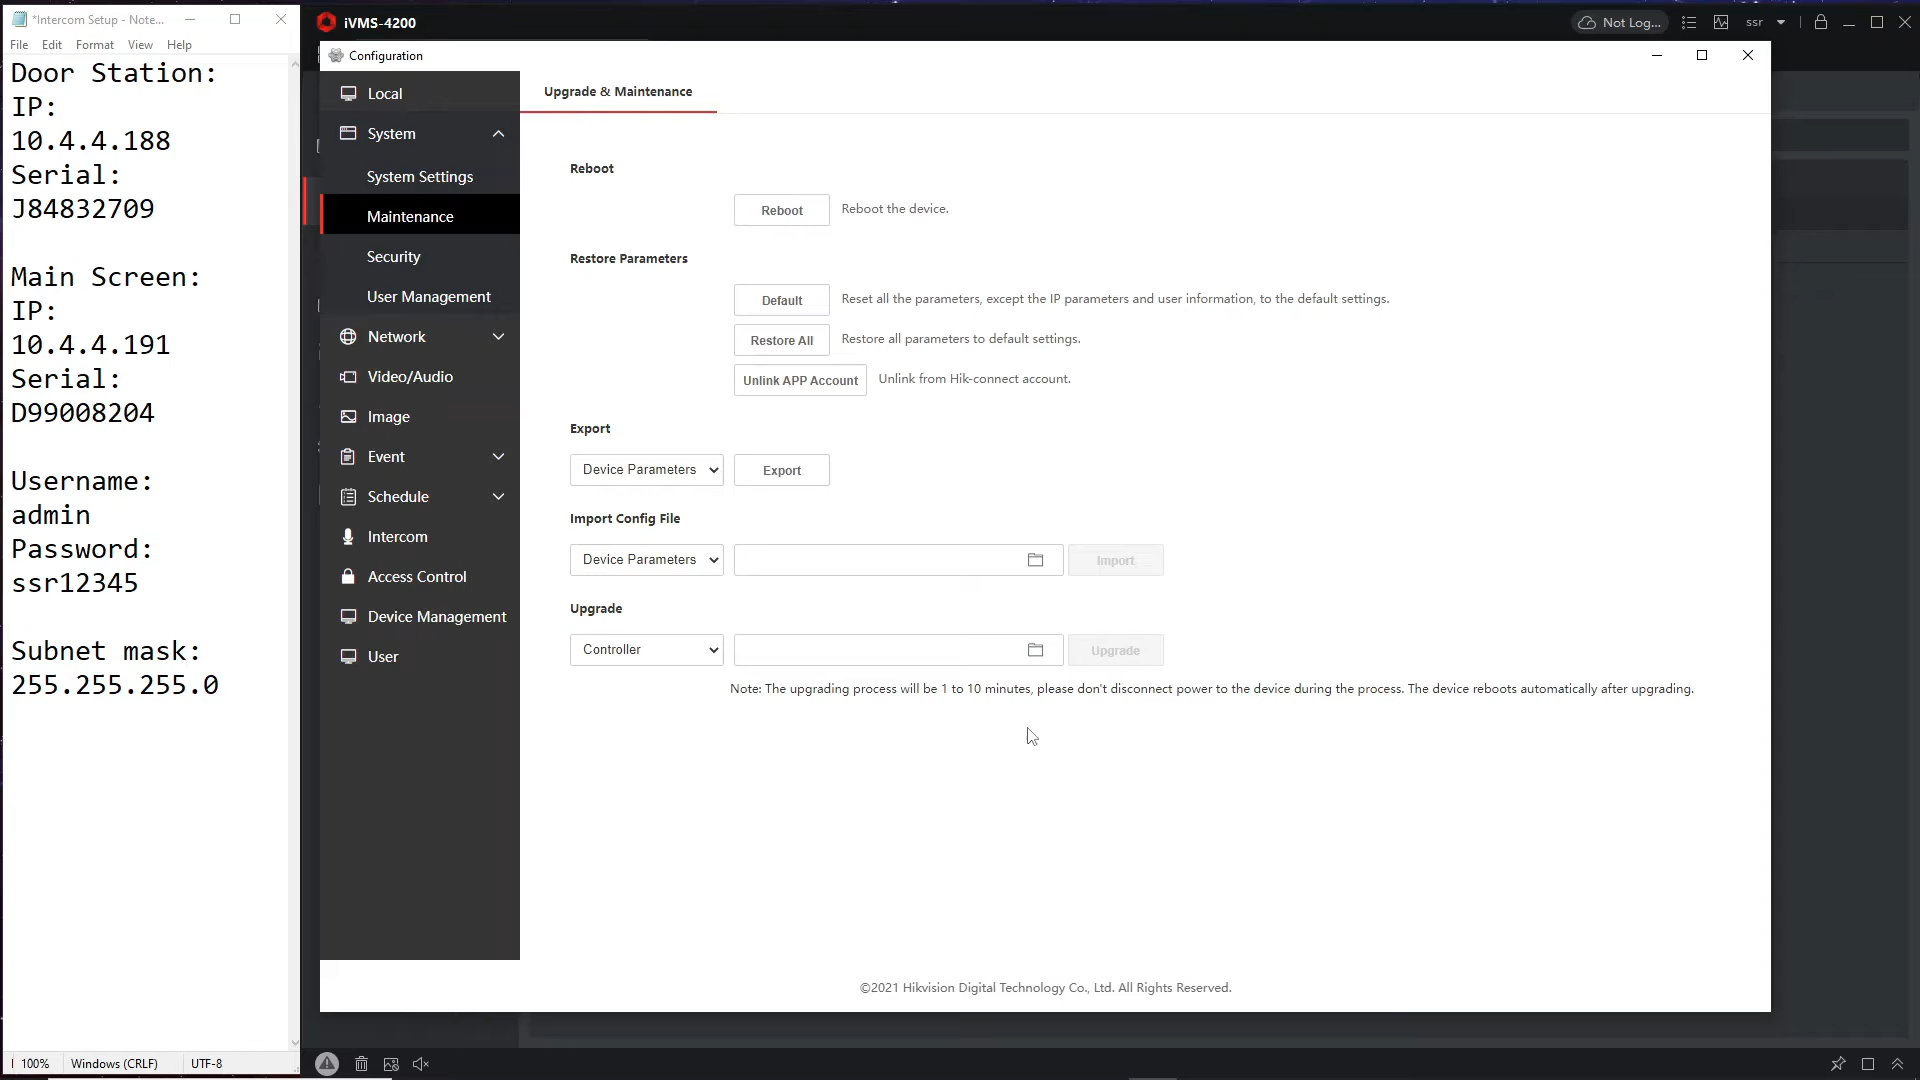 *Intercom Setup - Note...
File Edit Format View Help
Door Station:
IP:
10.4.4.188
Serial:
J84832709
Main Screen:
IP:
10.4.4.191
Serial:
D99008204
Username:
admin
Password:
ssr12345
Subnet mask:
255.255.255.0
100% Windows (CRLF) UTF-8
iVMS-4200
Not Log...
ssr
Configuration
Local
System
System Settings
Maintenance
Security
User Management
Network
Video/Audio
Image
Event
Schedule
Intercom
Access Control
Device Management
User
Upgrade & Maintenance
Reboot
Reboot Reboot the device.
Restore Parameters
Default Reset all the parameters, except the IP parameters and user information, to the default settings.
Restore All Restore all parameters to default settings.
Unlink APP Account Unlink from Hik-connect account.
Export
Device Parameters Export
Import Config File
Device Parameters Import
Upgrade
Controller Upgrade
Note: The upgrading process will be 1 to 10 minutes, please don't disconnect power to the device during the process. The device reboots automatically after upgrading.
©2021 Hikvision Digital Technology Co., Ltd. All Rights Reserved.